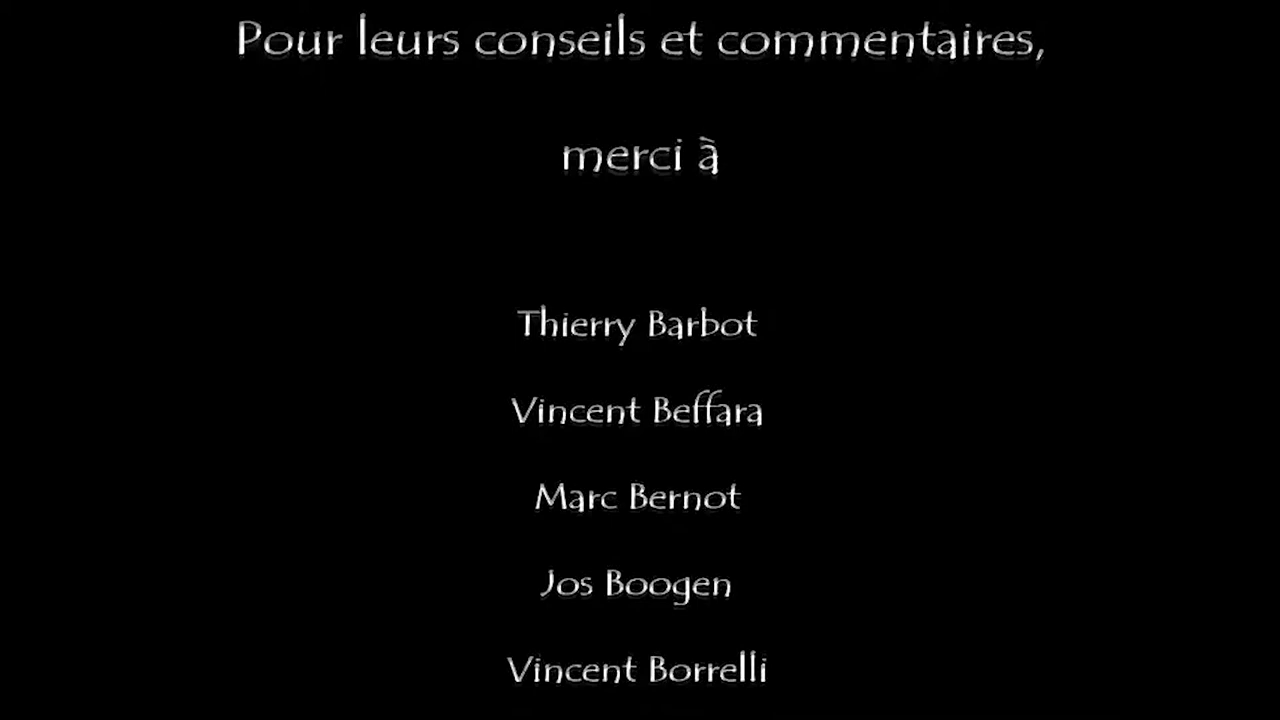 Pour leurs conseils et commentaires,
merci à
Thierry Barbot
Vincent Beffara
Marc Bernot
Jos Boogen
Vincent Borrelli